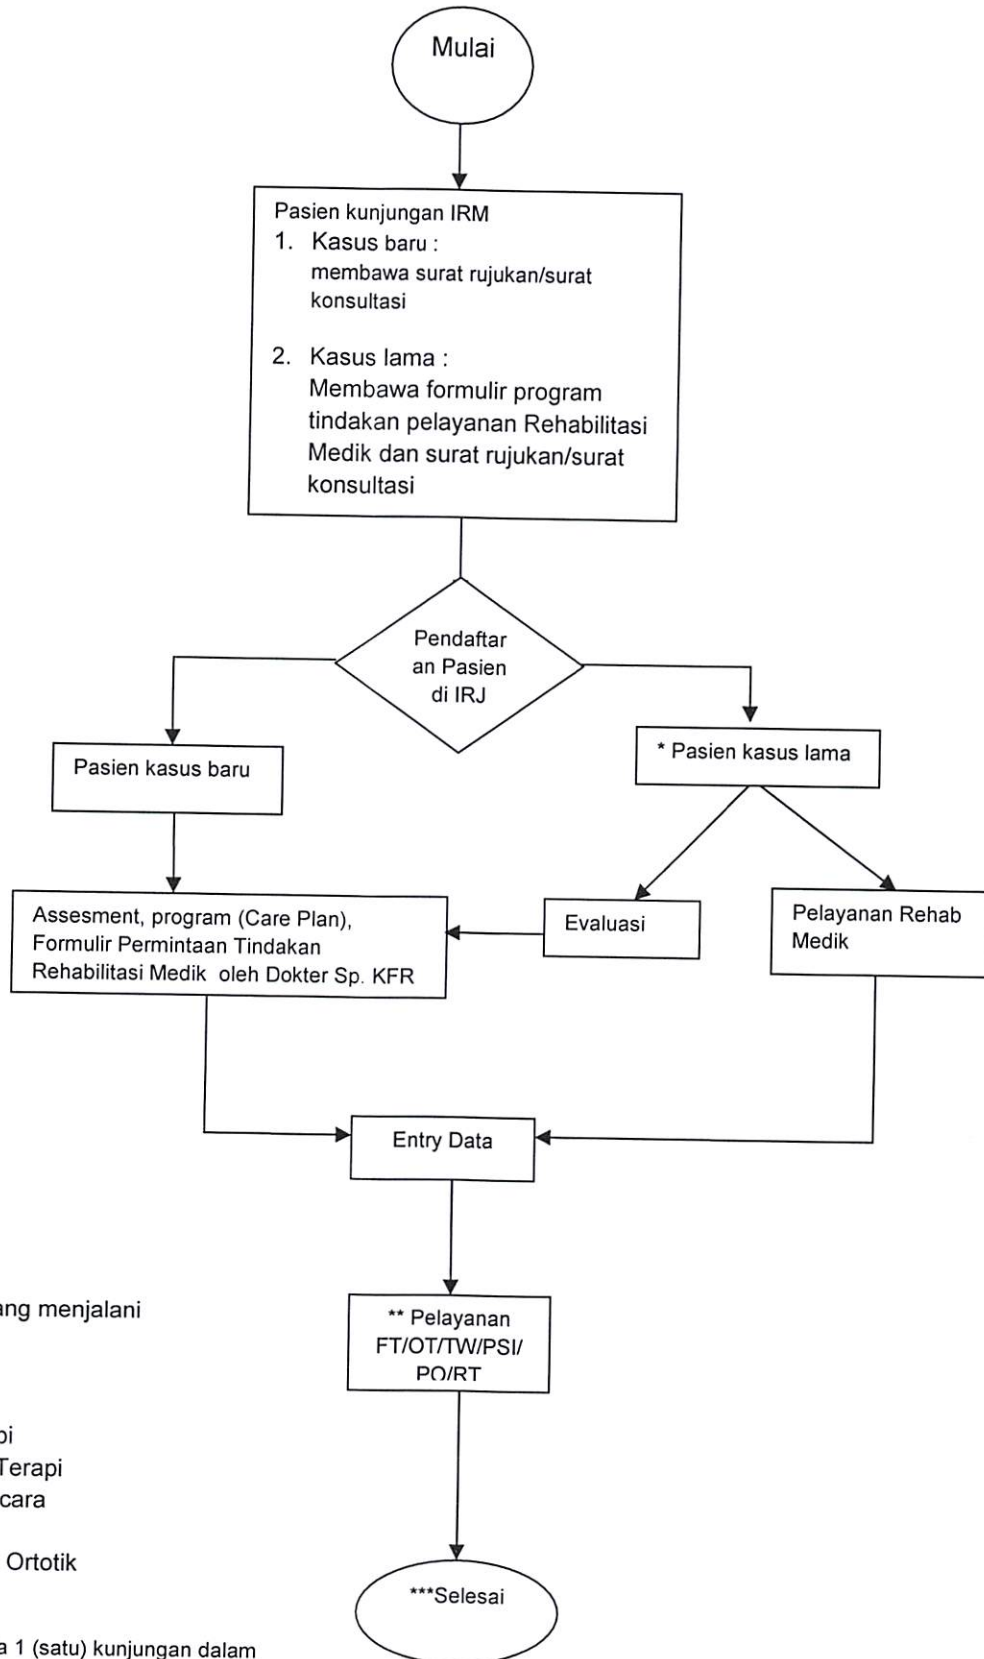 Mulai
Pasien kunjungan IRM
1. Kasus baru :
membawa surat rujukan/surat
konsultasi
2. Kasus lama :
Membawa formulir program
tindakan pelayanan Rehabilitasi
Medik dan surat rujukan/surat
konsultasi
Pendaftar
an Pasien
di IRJ
Pasien kasus baru
* Pasien kasus lama
Assesment, program (Care Plan),
Formulir Permintaan Tindakan
Rehabilitasi Medik oleh Dokter Sp. KFR
Evaluasi
Pelayanan Rehab
Medik
Entry Data
** Pelayanan
FT/OT/TW/PSI/
PO/RT
menjalani
Terapi
Ortotik
***Selesai
1 (satu) kunjungan dalam